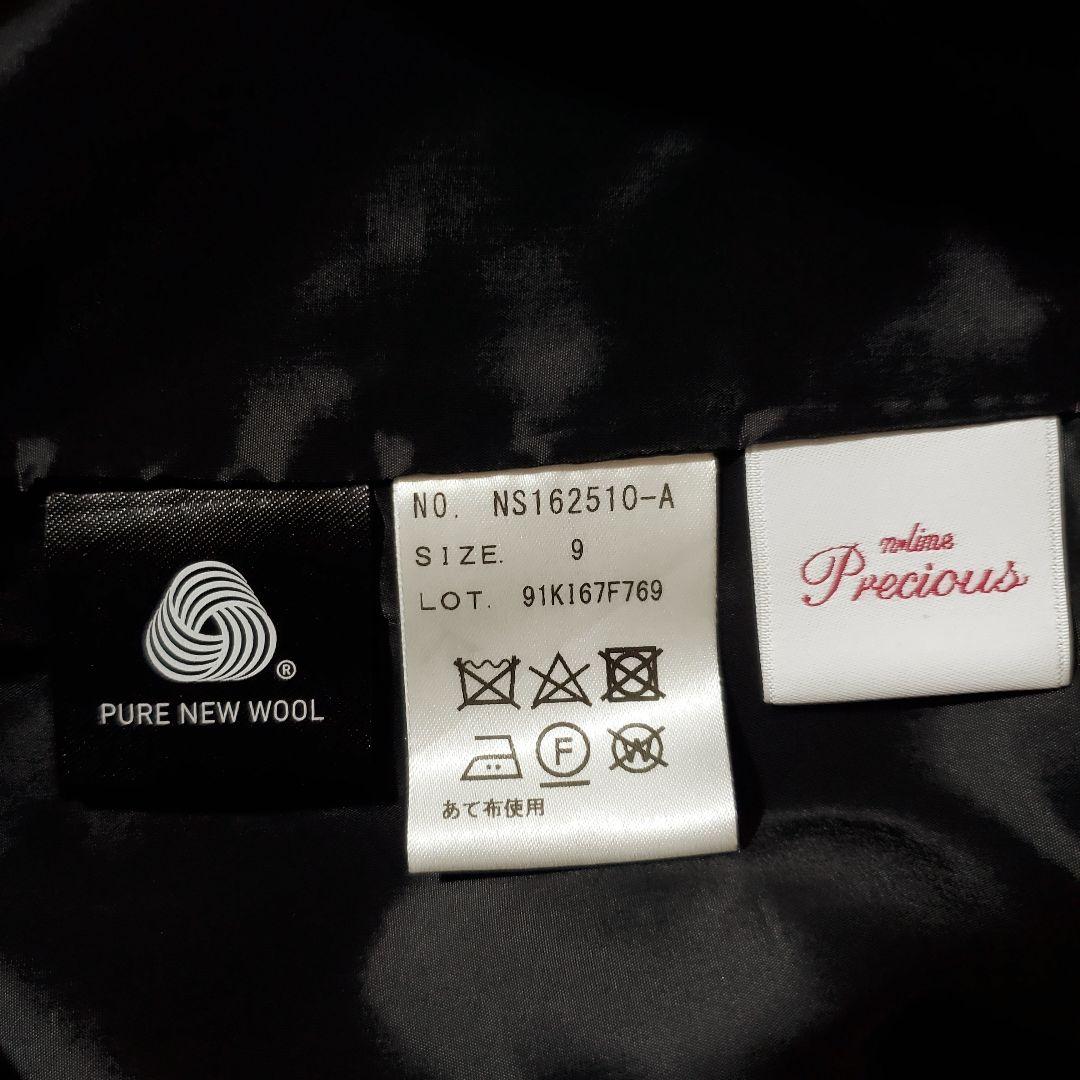 PURE NEW WOOL
®
NO. NS162510-A
SIZE. 9
LOT. 91KI67F769
F
W
あて布使用
n•line
Precious